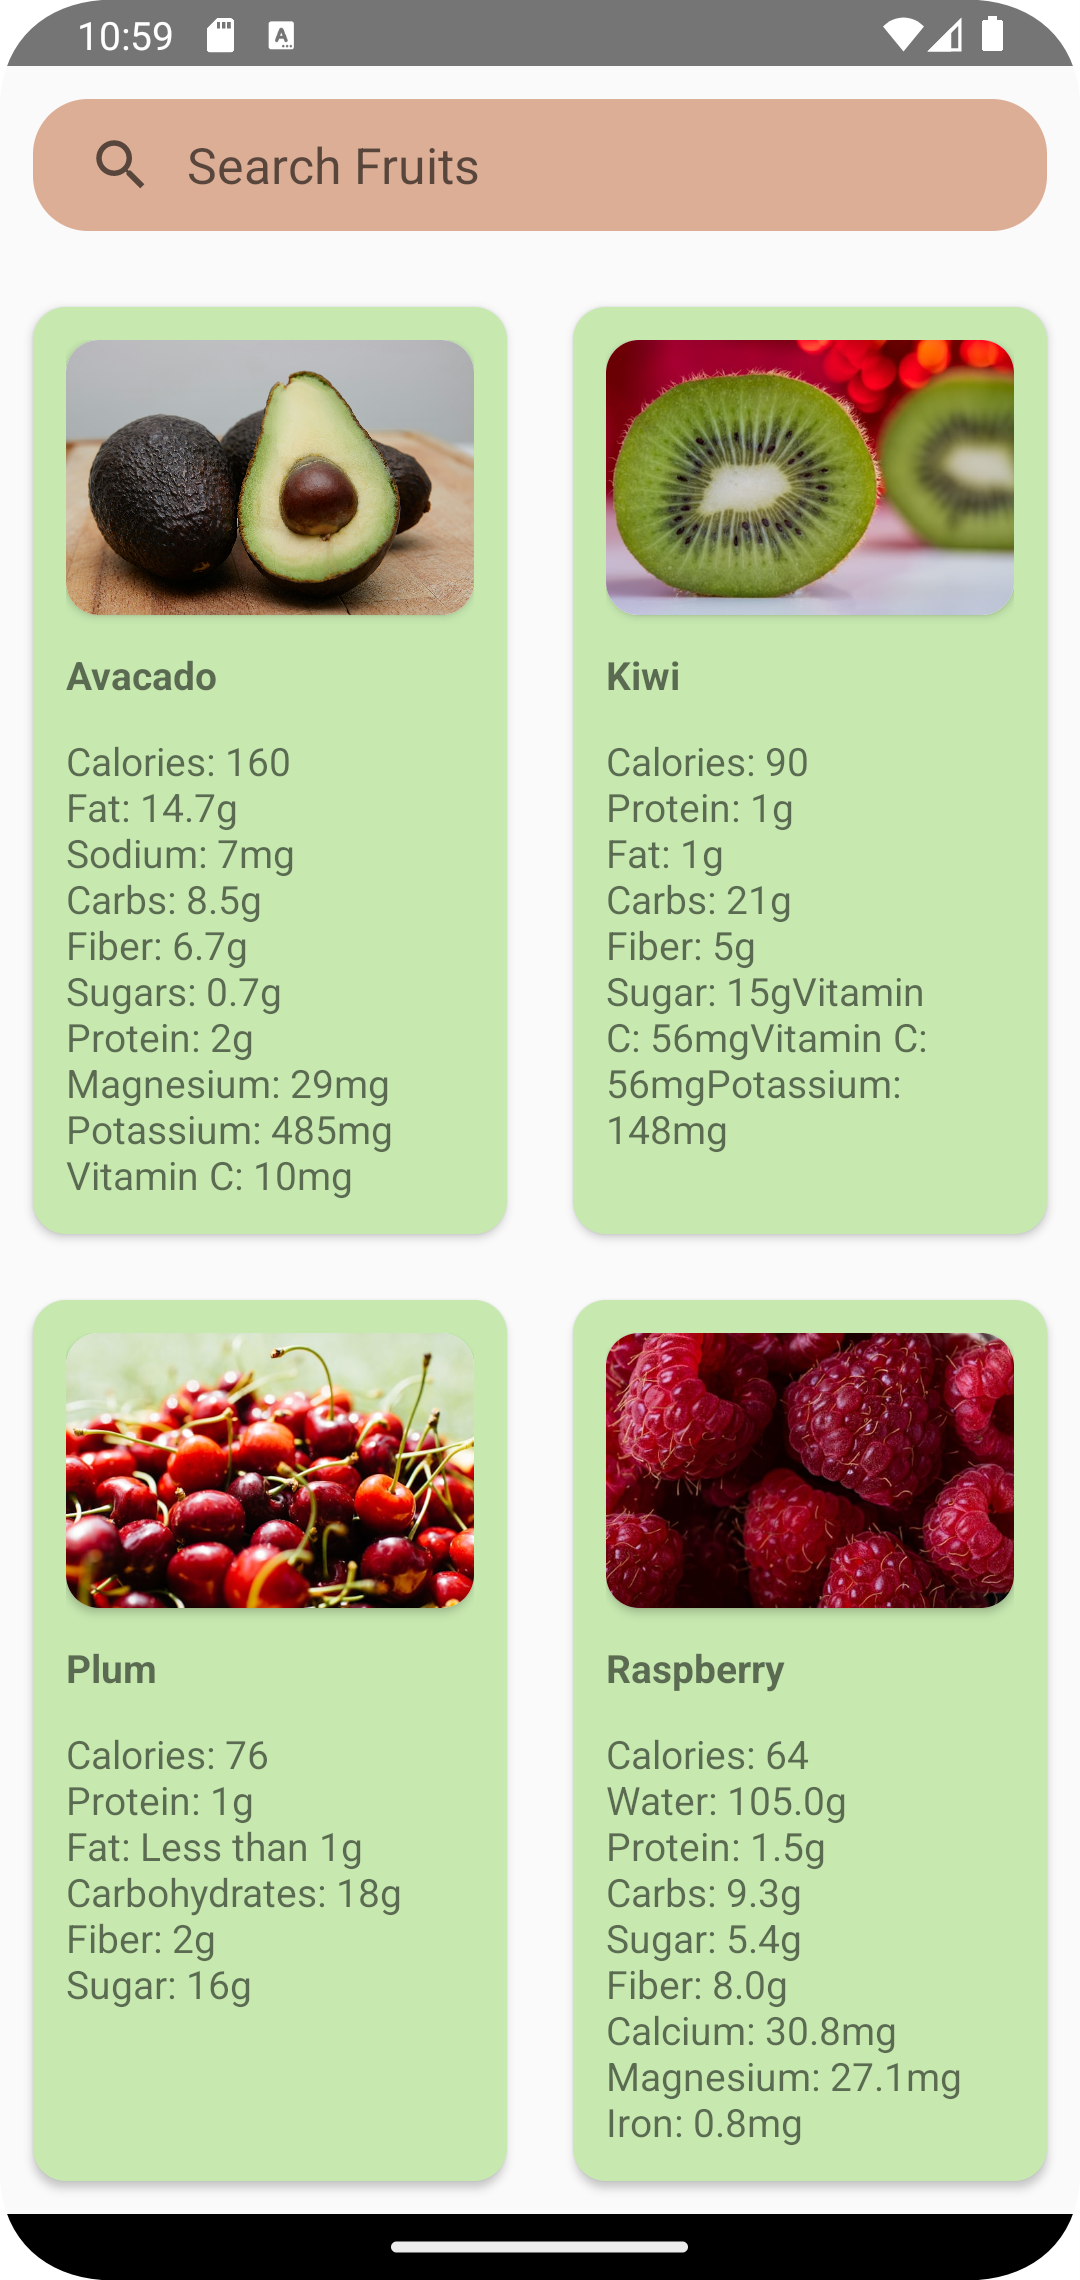 10:59
Search Fruits
Avacado
Calories: 160
Fat: 14.7g
Sodium: 7mg
Carbs: 8.5g
Fiber: 6.7g
Sugars: 0.7g
Protein: 2g
Magnesium: 29mg
Potassium: 485mg
Vitamin C: 10mg
Kiwi
Calories: 90
Protein: 1g
Fat: 1g
Carbs: 21g
Fiber: 5g
Sugar: 15gVitamin
C: 56mgVitamin C:
56mgPotassium:
148mg
Plum
Calories: 76
Protein: 1g
Fat: Less than 1g
Carbohydrates: 18g
Fiber: 2g
Sugar: 16g
Raspberry
Calories: 64
Water: 105.0g
Protein: 1.5g
Carbs: 9.3g
Sugar: 5.4g
Fiber: 8.0g
Calcium: 30.8mg
Magnesium: 27.1mg
Iron: 0.8mg